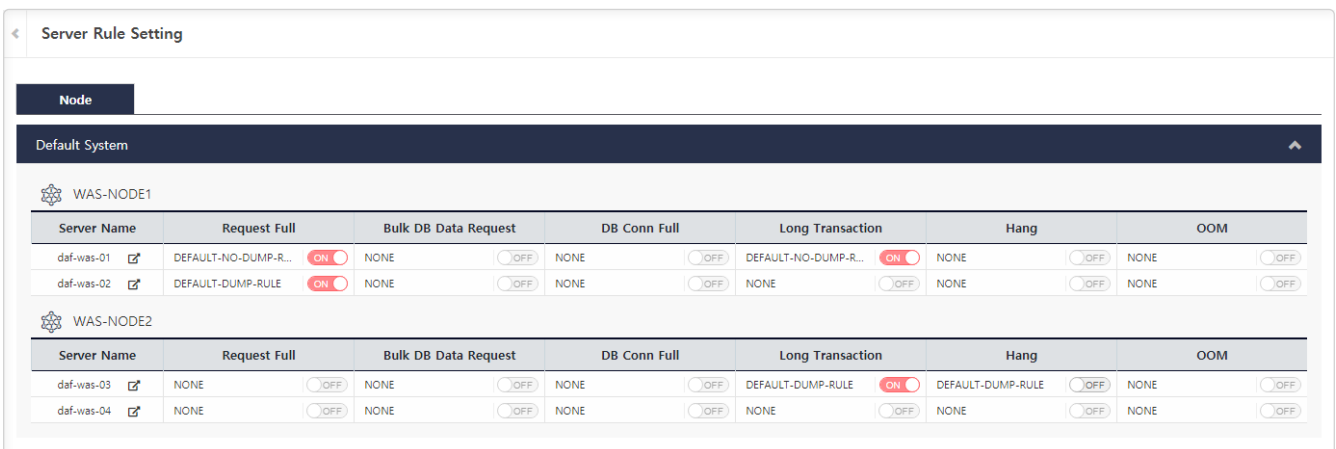 Server Rule Setting
Node
Default System
WAS-NODE1
Server Name Request Full Bulk DB Data Request DB Conn Full Long Transaction Hang OOM
daf-was-01 DEFAULT-NO-DUMP-R... ON NONE OFF NONE OFF DEFAULT-NO-DUMP-R... ON NONE OFF NONE OFF
daf-was-02 DEFAULT-DUMP-RULE ON NONE OFF NONE OFF NONE OFF NONE OFF NONE OFF
WAS-NODE2
Server Name Request Full Bulk DB Data Request DB Conn Full Long Transaction Hang OOM
daf-was-03 NONE OFF NONE OFF NONE OFF DEFAULT-DUMP-RULE ON DEFAULT-DUMP-RULE OFF NONE OFF
daf-was-04 NONE OFF NONE OFF NONE OFF NONE OFF NONE OFF NONE OFF